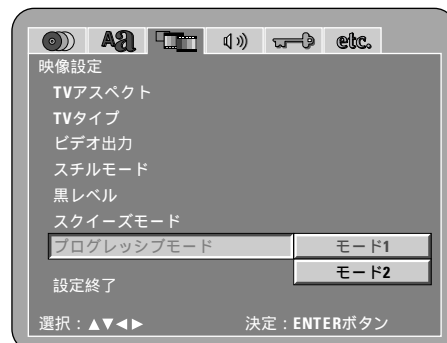 Aa etc.
映像設定
TVアスペクト
TVタイプ
ビデオ出力
スチルモード
黒レベル
スクイーズモード
プログレッシブモード モード1
モード2
設定終了
選択：▲▼◀▶ 決定：ENTERボタン